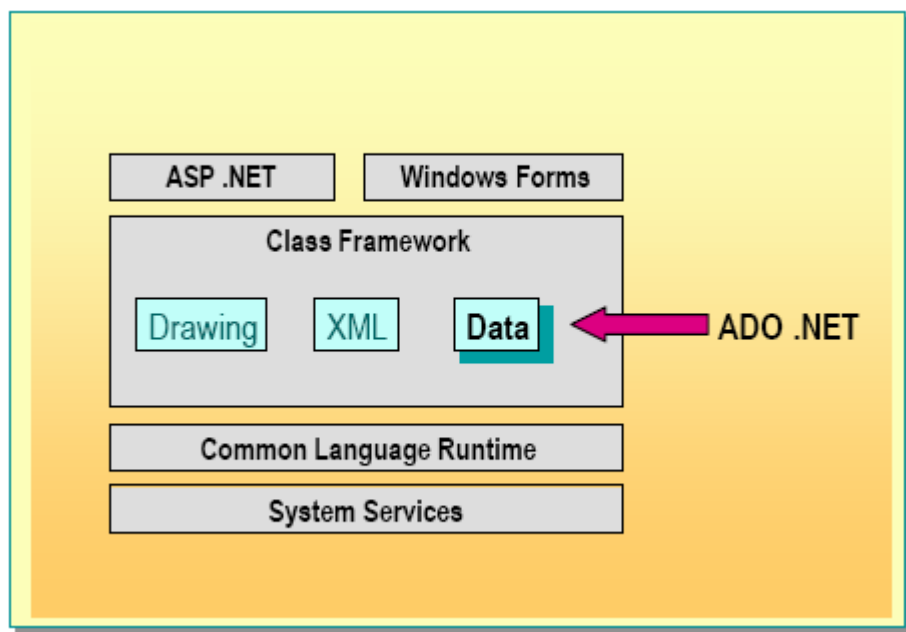 ASP .NET
Windows Forms
Class Framework
Drawing
XML
Data
ADO .NET
Common Language Runtime
System Services